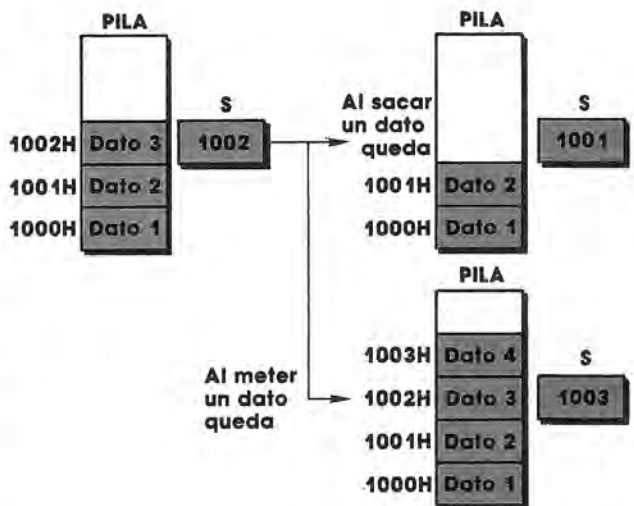 PILA
S
1002H Dato 3 1002
1001H Dato 2
1000H Dato 1
PILA
Al sacar
un dato
queda
S
1001
1001H Dato 2
1000H Dato 1
PILA
Al meter
un dato
queda
1003H Dato 4
S
1002H Dato 3 1003
1001H Dato 2
1000H Dato 1